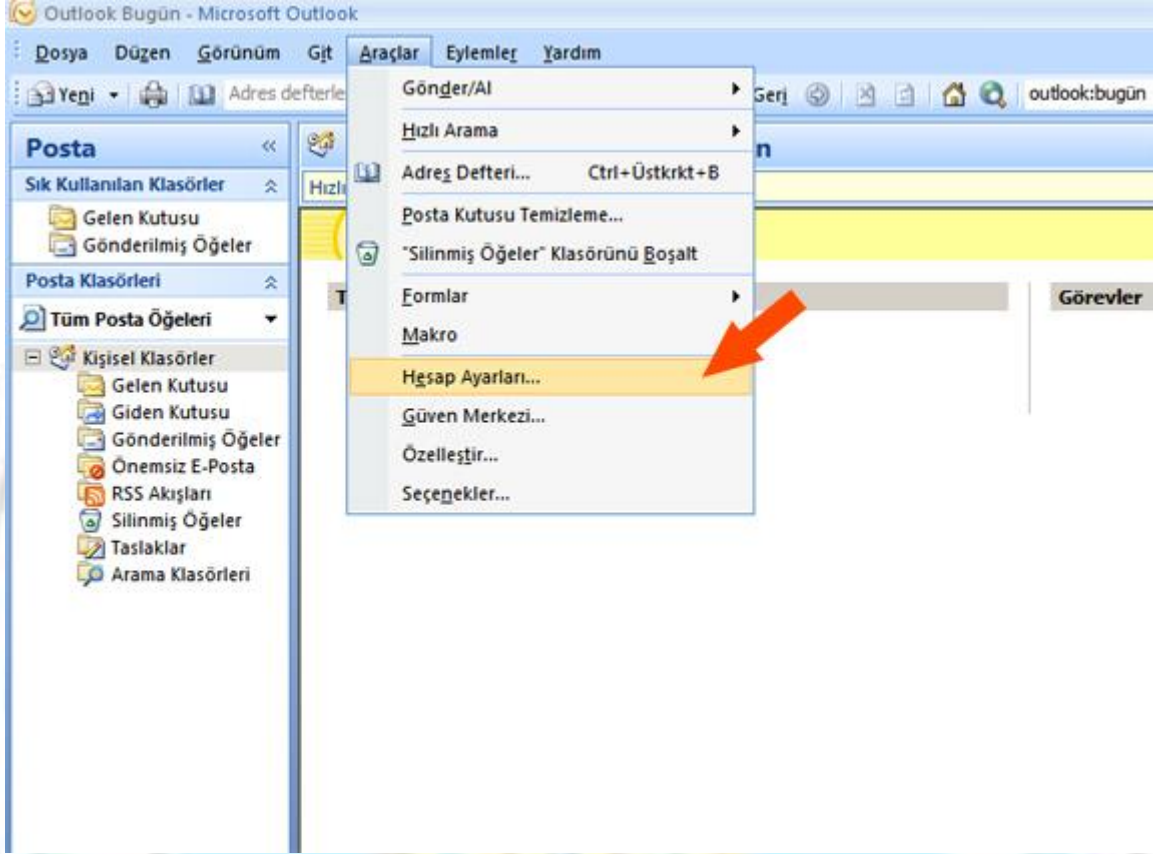 Outlook Bugün - Microsoft Outlook
Dosya Düzen Görünüm Git Araçlar Eylemler Yardım
Yeni Adres defterle Geri outlook:bugün
Gönder/Al
Hızlı Arama
Adres Defteri... Ctrl+Üstkrkt+B
Posta Kutusu Temizleme...
"Silinmiş Öğeler" Klasörünü Boşalt
Formlar
Makro
Hesap Ayarları...
Güven Merkezi...
Özelleştir...
Seçenekler...
Posta
Sık Kullanılan Klasörler
Gelen Kutusu
Gönderilmiş Öğeler
Posta Klasörleri
Tüm Posta Öğeleri
Kişisel Klasörler
Gelen Kutusu
Giden Kutusu
Gönderilmiş Öğeler
Önemsiz E-Posta
RSS Akışları
Silinmiş Öğeler
Taslaklar
Arama Klasörleri
n
Hızlı
T
Görevler